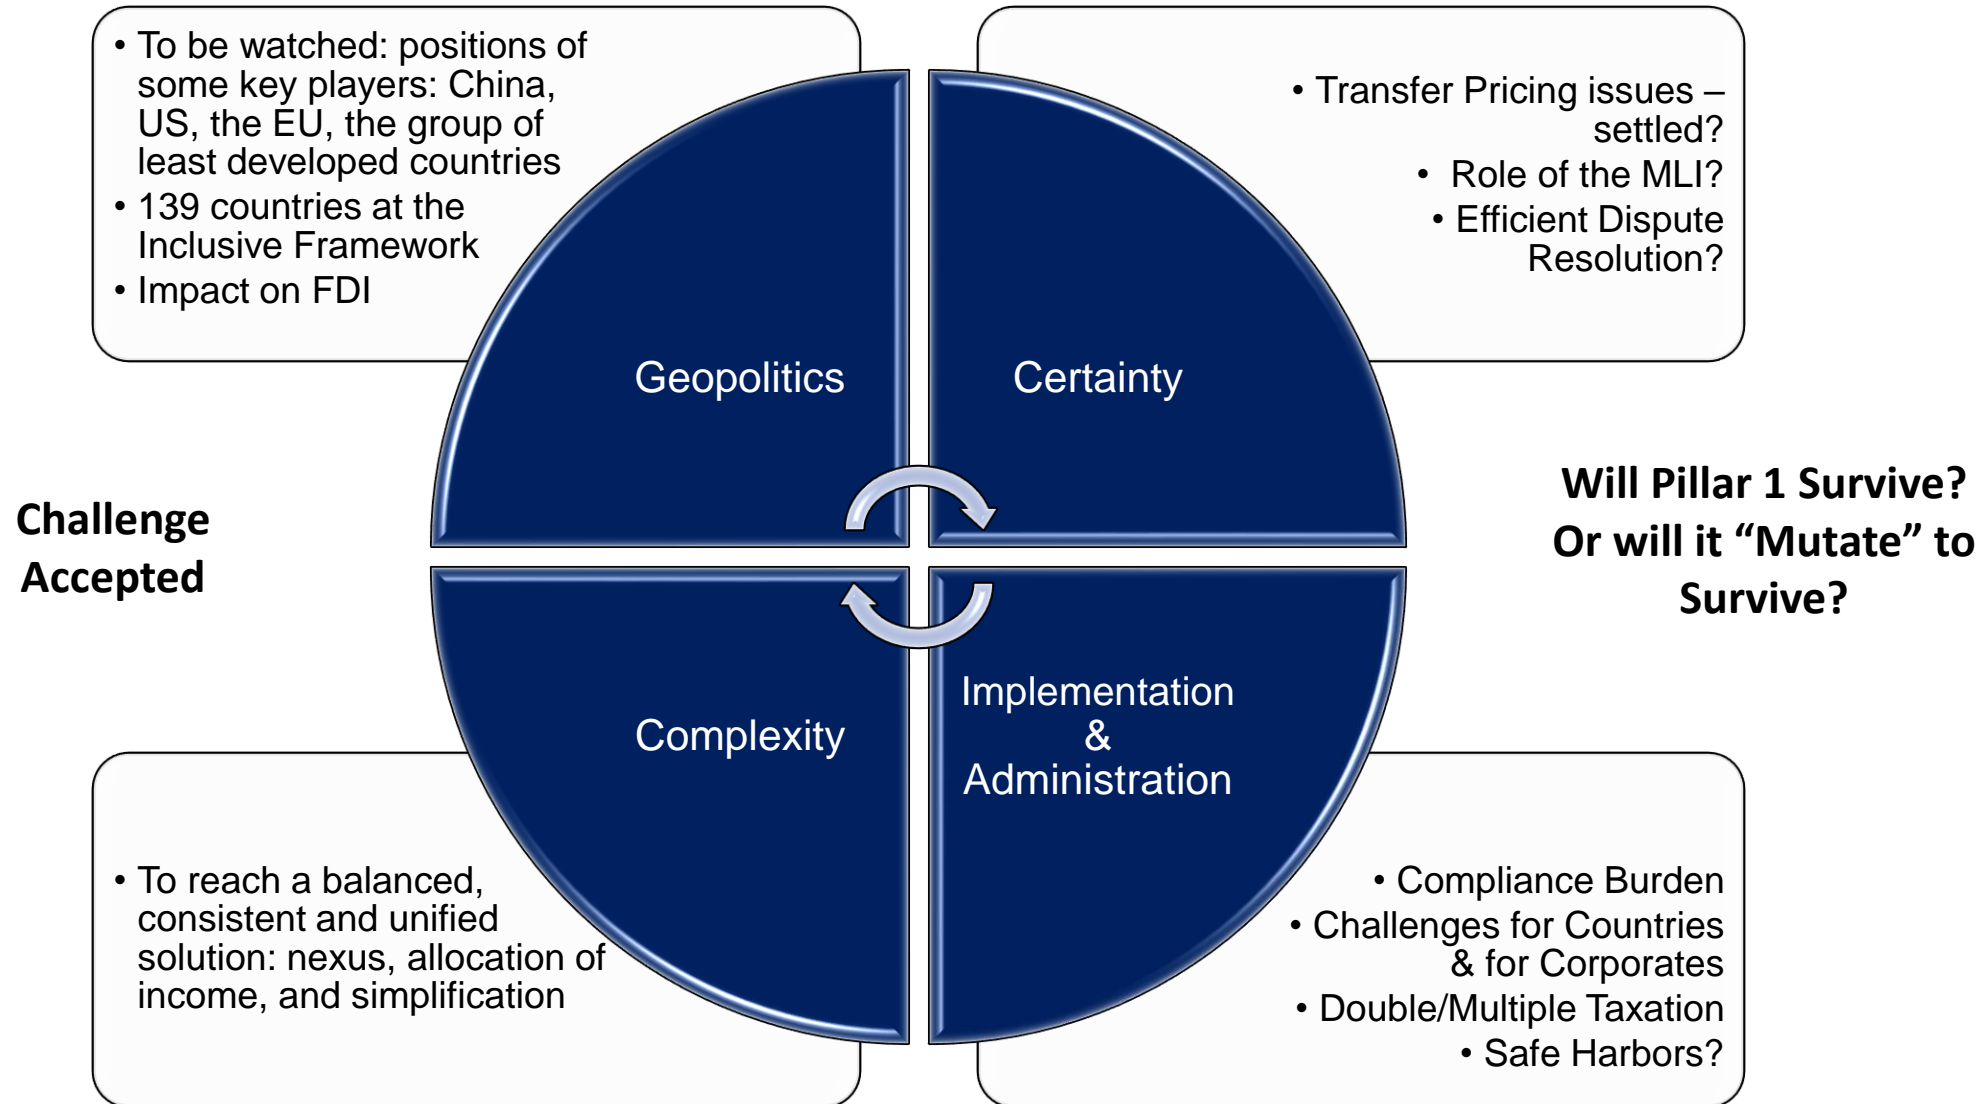 • To be watched: positions of
some key players: China,
US, the EU, the group of
least developed countries
• 139 countries at the
Inclusive Framework
• Impact on FDI
• Transfer Pricing issues –
settled?
• Role of the MLI?
• Efficient Dispute
Resolution?
Geopolitics
Certainty
Challenge
Accepted
Will Pillar 1 Survive?
Or will it “Mutate” to
Survive?
Complexity
Implementation
&
Administration
• To reach a balanced,
consistent and unified
solution: nexus, allocation of
income, and simplification
• Compliance Burden
• Challenges for Countries
& for Corporates
• Double/Multiple Taxation
• Safe Harbors?